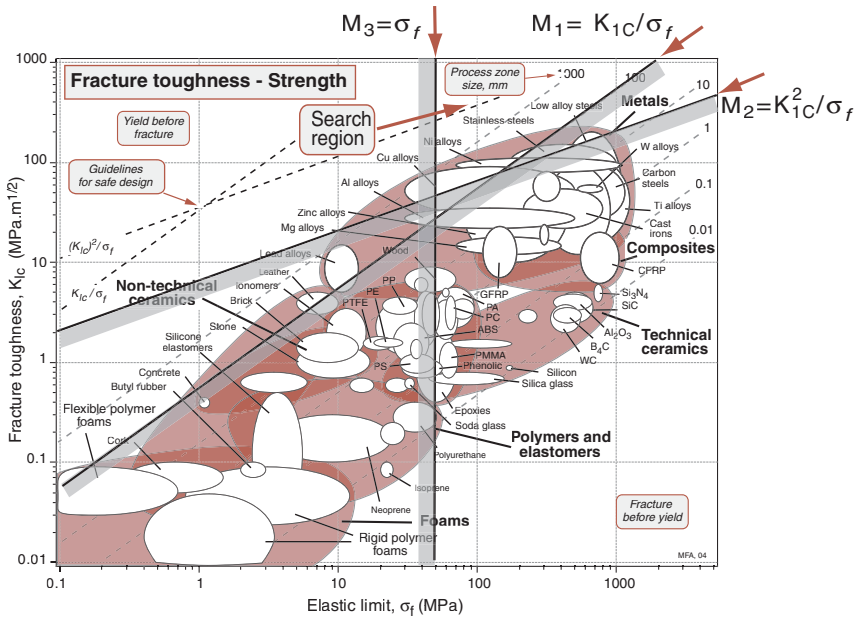 M3=σf
M1= K1C/σf
M2=K²1C/σf
1000
100
10
1
0.1
0.01
Fracture toughness, KIc (MPa.m1/2)
Fracture toughness - Strength
Process zone
size, mm
1000
100
10
1
0.1
0.01
Yield before
fracture
Search
region
Guidelines
for safe design
(KIc)²/σf
KIc/σf
Low alloy steels
Metals
Stainless steels
Ni alloys
Cu alloys
W alloys
Carbon
steels
Al alloys
Zinc alloys
Mg alloys
Ti alloys
Cast
irons
Composites
CFRP
Lead alloys
Wood
Non-technical
ceramics
Leather
Ionomers
Brick
Stone
PTFE
PE
PP
GFRP
PA
PC
ABS
Si3N4
SiC
Al2O3
Technical
ceramics
B4C
WC
Silicone
elastomers
Concrete
Butyl rubber
PS
PMMA
Phenolic
Silicon
Silica glass
Flexible polymer
foams
Cork
Epoxies
Soda glass
Polymers and
elastomers
Polyurethane
Isoprene
Neoprene
Foams
Rigid polymer
foams
Fracture
before yield
MFA, 04
0.1
1
10
100
1000
Elastic limit, σf (MPa)